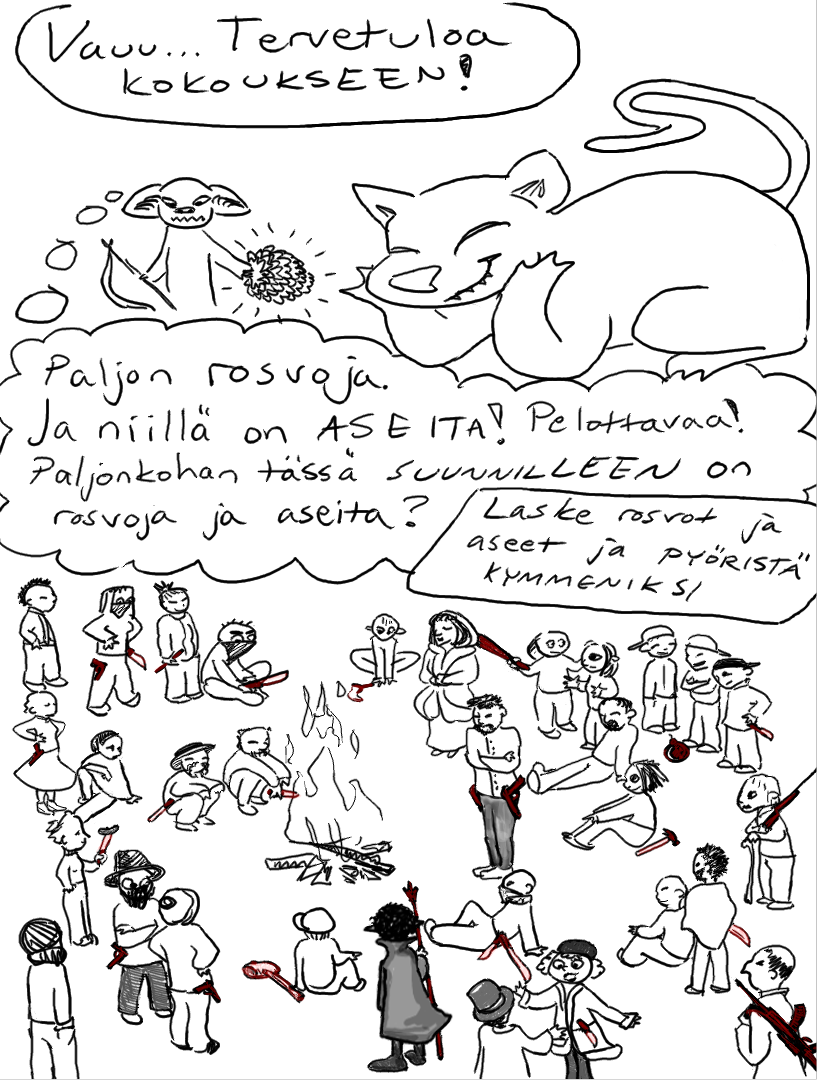 Vauu... Tervetuloa
KOKOUKSEEN!
Paljon rosvoja.
Ja niillä on ASEITA! Pelottavaa!
Paljonkohan tässä SUUNNILLEEN on
rosvoja ja aseita?
Laske rosvot ja
aseet ja PYÖRISTÄ
KYMMENIKSI